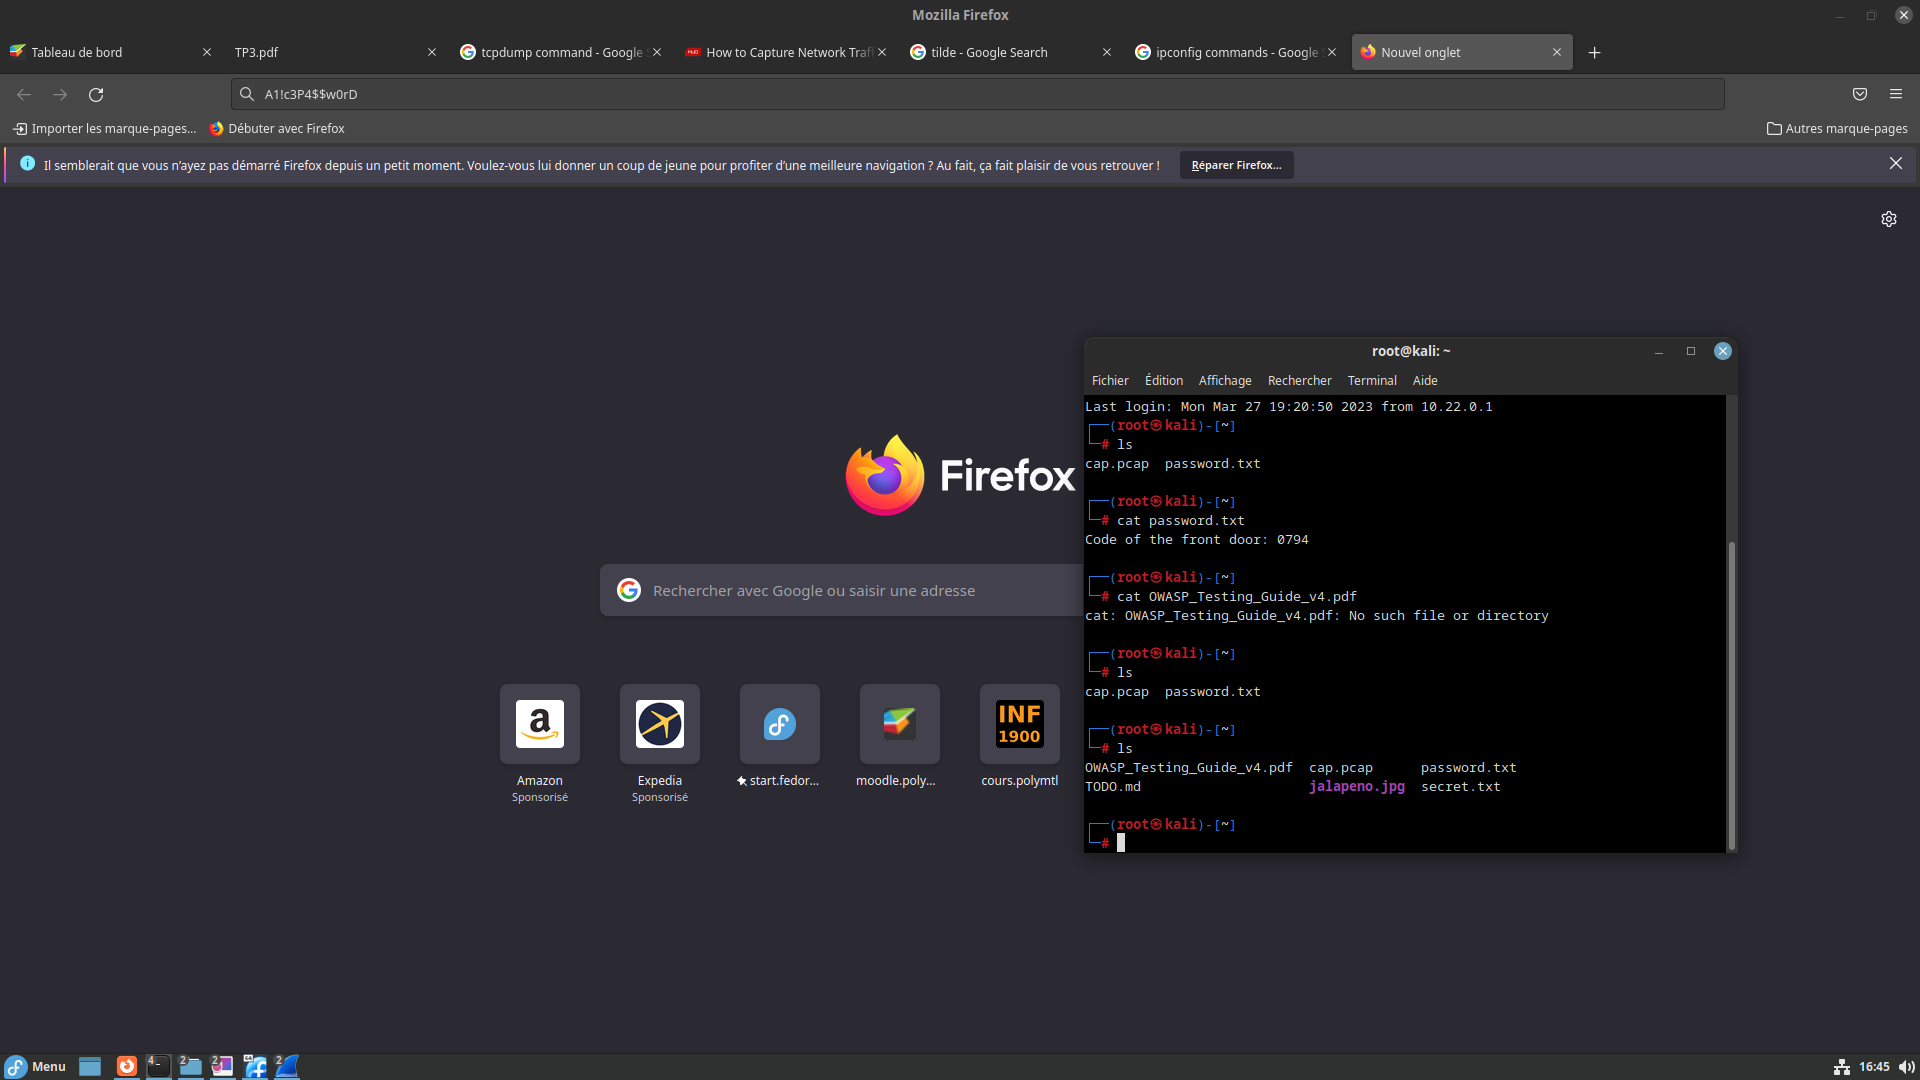 Mozilla Firefox
Tableau de bord
TP3.pdf
tcpdump command - Google S
How to Capture Network Traf
tilde - Google Search
ipconfig commands - Google S
Nouvel onglet
A1!c3P4$$w0rD
Importer les marque-pages...
Débuter avec Firefox
Autres marque-pages
Il semblerait que vous n’ayez pas démarré Firefox depuis un petit moment. Voulez-vous lui donner un coup de jeune pour profiter d’une meilleure navigation ? Au fait, ça fait plaisir de vous retrouver !
Réparer Firefox...
Firefox
Rechercher avec Google ou saisir une adresse
a
INF
1900
Amazon
Sponsorisé
Expedia
Sponsorisé
start.fedor...
moodle.poly...
cours.polymtl
root@kali: ~
Fichier Édition Affichage Rechercher Terminal Aide
Last login: Mon Mar 27 19:20:50 2023 from 10.22.0.1
┌──(root㉿kali)-[~]
└─# ls
cap.pcap  password.txt
┌──(root㉿kali)-[~]
└─# cat password.txt
Code of the front door: 0794
┌──(root㉿kali)-[~]
└─# cat OWASP_Testing_Guide_v4.pdf
cat: OWASP_Testing_Guide_v4.pdf: No such file or directory
┌──(root㉿kali)-[~]
└─# ls
cap.pcap  password.txt
┌──(root㉿kali)-[~]
└─# ls
OWASP_Testing_Guide_v4.pdf  cap.pcap      password.txt
TODO.md                     jalapeno.jpg  secret.txt
┌──(root㉿kali)-[~]
└─#
Menu
4
2
2
2
16:45